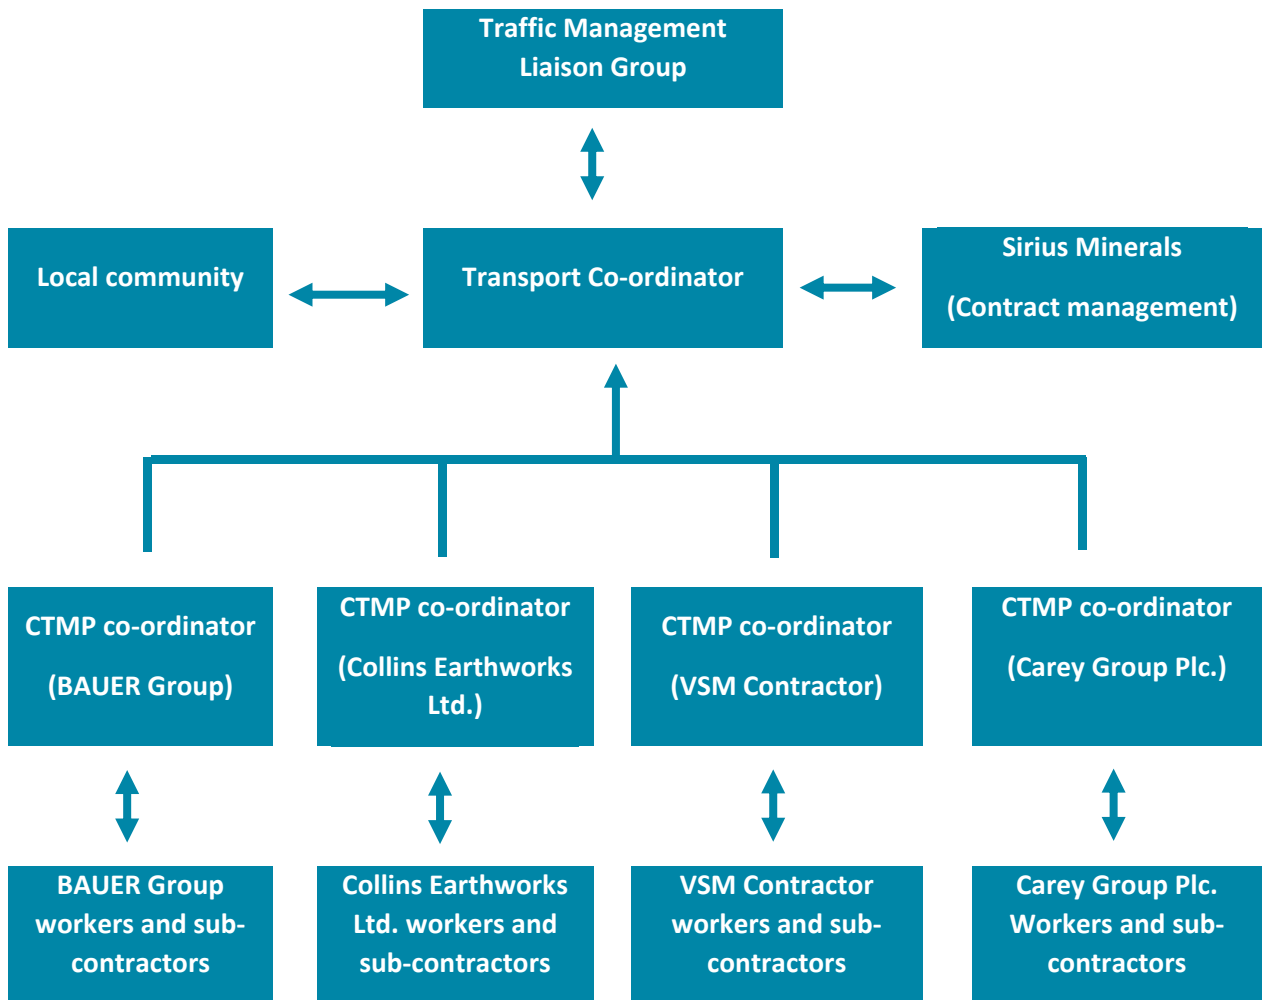 Traffic Management
Liaison Group
Local community
Transport Co-ordinator
Sirius Minerals
(Contract management)
CTMP co-ordinator
(BAUER Group)
CTMP co-ordinator
(Collins Earthworks
Ltd.)
CTMP co-ordinator
(VSM Contractor)
CTMP co-ordinator
(Carey Group Plc.)
BAUER Group
workers and sub-
contractors
Collins Earthworks
Ltd. workers and
sub-contractors
VSM Contractor
workers and sub-
contractors
Carey Group Plc.
Workers and sub-
contractors